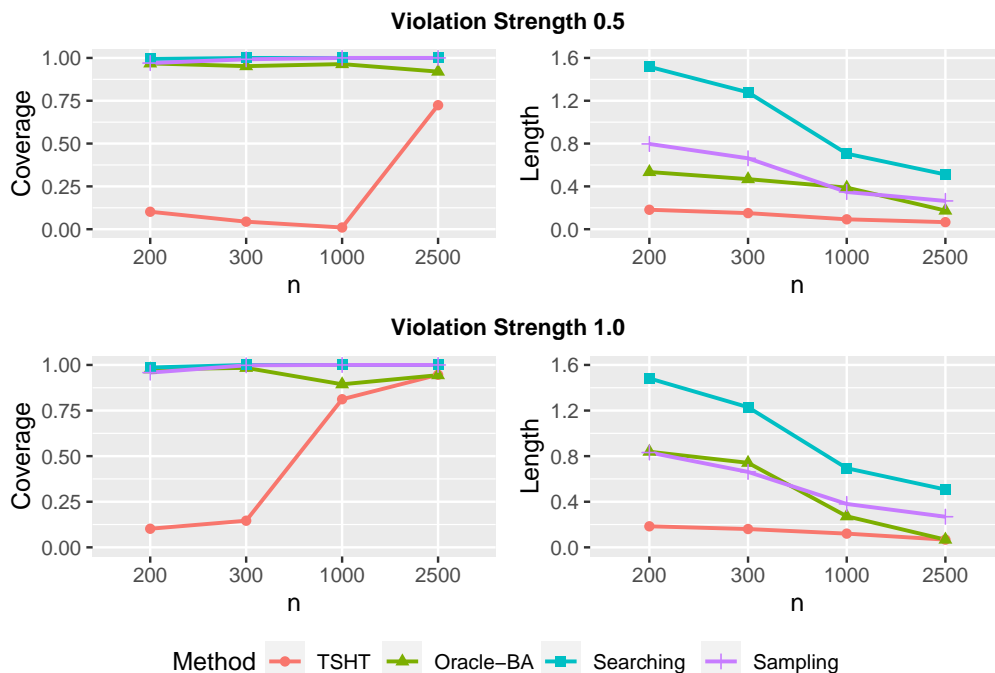 Violation Strength 0.5
Coverage
1.00
0.75
0.50
0.25
0.00
200 300 1000 2500
n
Length
1.6
1.2
0.8
0.4
0.0
200 300 1000 2500
n
Violation Strength 1.0
Coverage
1.00
0.75
0.50
0.25
0.00
200 300 1000 2500
n
Length
1.6
1.2
0.8
0.4
0.0
200 300 1000 2500
n
Method TSHT Oracle−BA Searching Sampling